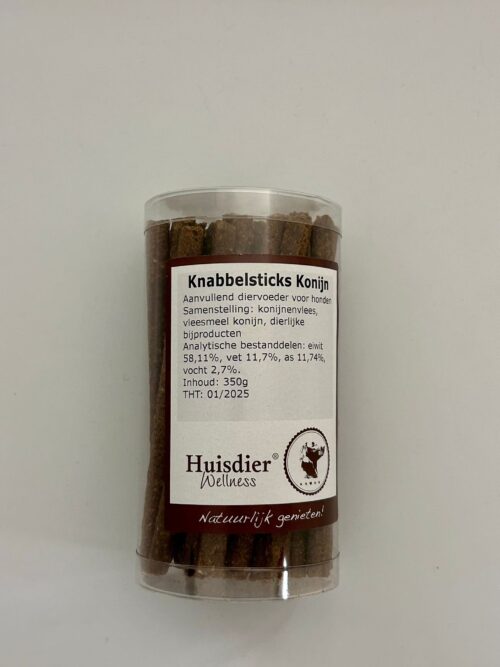 Knabbelsticks Konijn
Aanvullend diervoeder voor honden
Samenstelling: konijnenvlees,
vleesmeel konijn, dierlijke
bijproducten
Analytische bestanddelen: eiwit
58,11%, vet 11,7%, as 11,74%,
vocht 2,7%.
Inhoud: 350g
THT: 01/2025
Huisdier®
Wellness
Natuurlijk genieten!